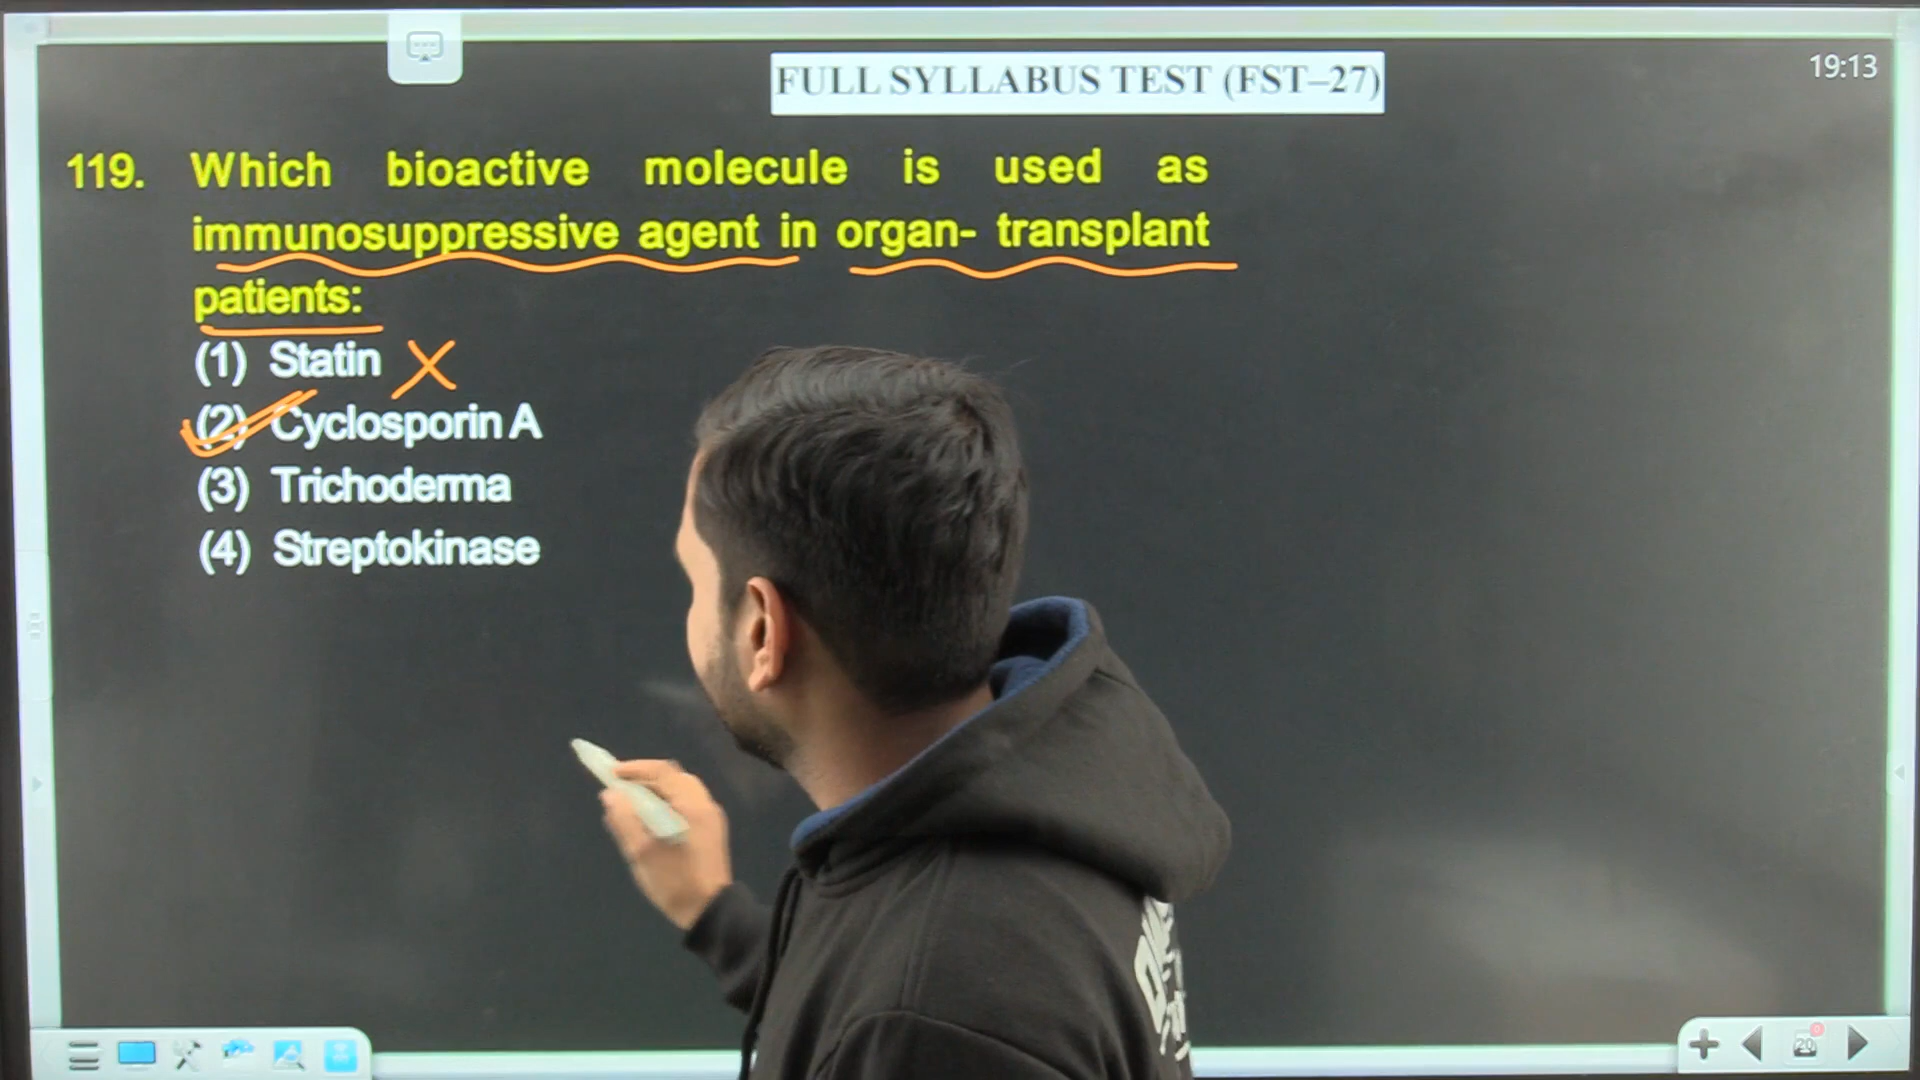 FULL SYLLABUS TEST (FST–27)
19:13
119. Which bioactive molecule is used as
immunosuppressive agent in organ- transplant
patients:
(1) Statin
(2) Cyclosporin A
(3) Trichoderma
(4) Streptokinase
20